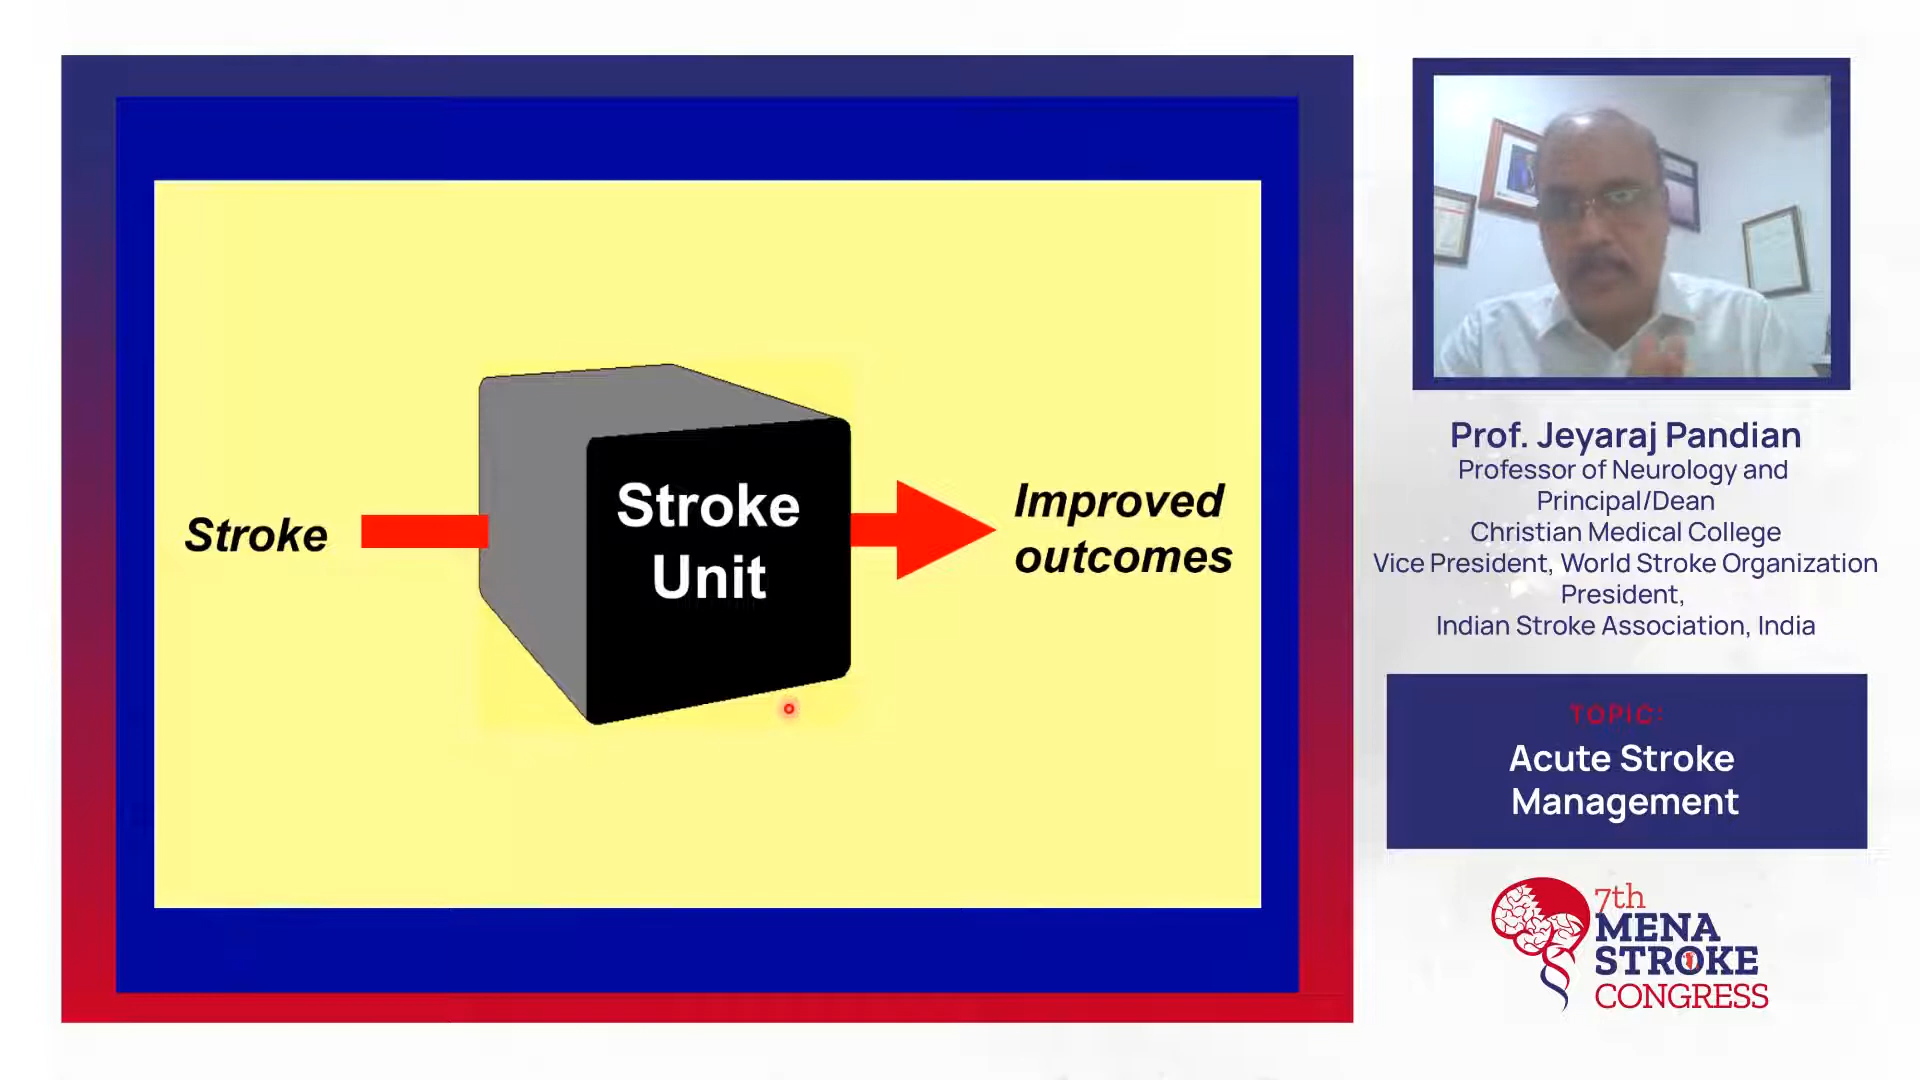 Stroke
Stroke
Unit
Improved
outcomes
Prof. Jeyaraj Pandian
Professor of Neurology and
Principal/Dean
Christian Medical College
Vice President, World Stroke Organization
President,
Indian Stroke Association, India
TOPIC:
Acute Stroke
Management
7th
MENA
STROKE
CONGRESS